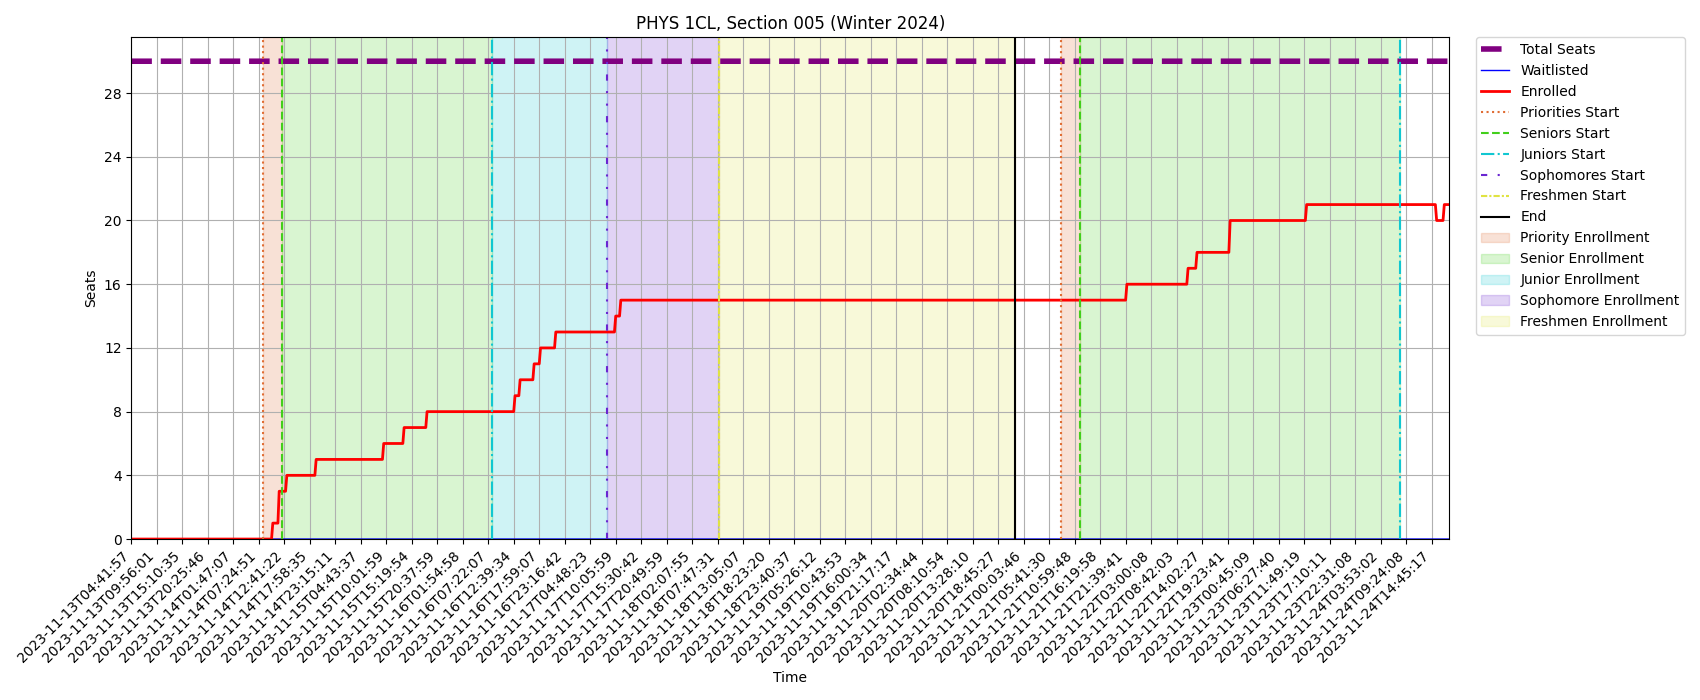 PHYS 1CL, Section 005 (Winter 2024)
Seats
28
24
20
16
12
8
4
0
2023-11-13T04:41:57
2023-11-13T09:56:01
2023-11-13T15:10:35
2023-11-13T20:25:46
2023-11-14T01:47:07
2023-11-14T07:24:51
2023-11-14T12:41:22
2023-11-14T17:58:35
2023-11-14T23:15:11
2023-11-15T04:43:37
2023-11-15T10:01:59
2023-11-15T15:19:54
2023-11-15T20:37:59
2023-11-16T01:54:58
2023-11-16T07:22:07
2023-11-16T12:39:34
2023-11-16T17:59:07
2023-11-16T23:16:42
2023-11-17T04:48:23
2023-11-17T10:05:59
2023-11-17T15:30:42
2023-11-17T20:49:59
2023-11-18T02:07:55
2023-11-18T07:47:31
2023-11-18T13:05:07
2023-11-18T18:23:20
2023-11-18T23:40:37
2023-11-19T05:26:12
2023-11-19T10:43:53
2023-11-19T16:00:34
2023-11-19T21:17:17
2023-11-20T02:34:44
2023-11-20T08:10:54
2023-11-20T13:28:10
2023-11-20T18:45:27
2023-11-21T00:03:46
2023-11-21T05:41:30
2023-11-21T10:59:48
2023-11-21T16:19:58
2023-11-21T21:39:41
2023-11-22T03:00:08
2023-11-22T08:42:03
2023-11-22T14:02:27
2023-11-22T19:23:41
2023-11-23T00:45:09
2023-11-23T06:27:40
2023-11-23T11:49:19
2023-11-23T17:10:11
2023-11-23T22:31:08
2023-11-24T03:53:02
2023-11-24T09:24:08
2023-11-24T14:45:17
Time
Total Seats
Waitlisted
Enrolled
Priorities Start
Seniors Start
Juniors Start
Sophomores Start
Freshmen Start
End
Priority Enrollment
Senior Enrollment
Junior Enrollment
Sophomore Enrollment
Freshmen Enrollment